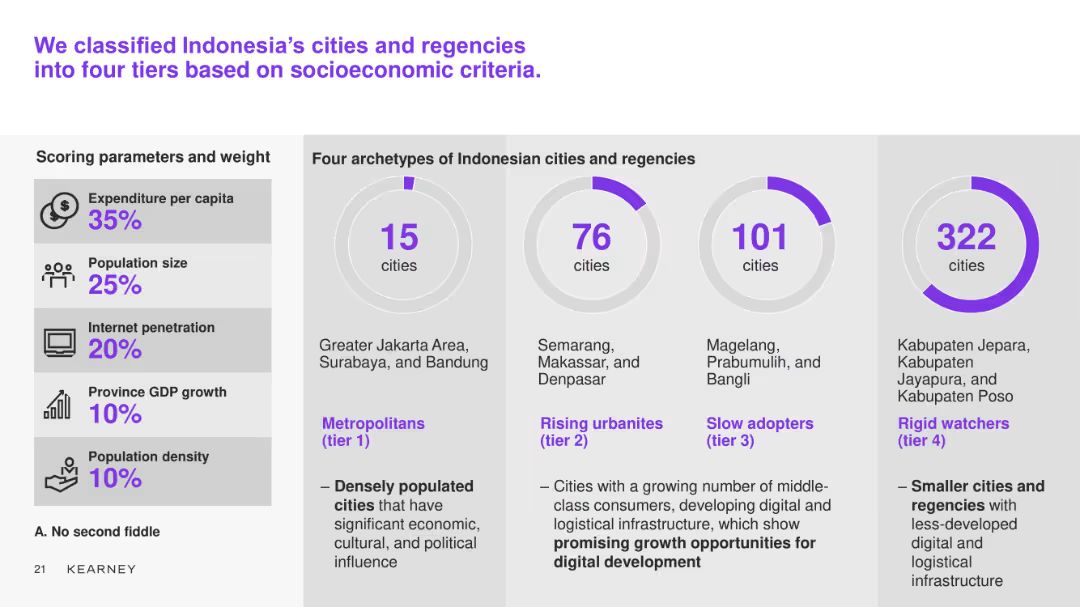 We classified Indonesia’s cities and regencies
into four tiers based on socioeconomic criteria.
Scoring parameters and weight
Expenditure per capita
35%
Population size
25%
Internet penetration
20%
Province GDP growth
10%
Population density
10%
A. No second fiddle
Four archetypes of Indonesian cities and regencies
15
cities
Greater Jakarta Area,
Surabaya, and Bandung
Metropolitans
(tier 1)
– Densely populated
cities that have
significant economic,
cultural, and political
influence
76
cities
Semarang,
Makassar, and
Denpasar
Rising urbanites
(tier 2)
101
cities
Magelang,
Prabumulih, and
Bangli
Slow adopters
(tier 3)
– Cities with a growing number of middle-
class consumers, developing digital and
logistical infrastructure, which show
promising growth opportunities for
digital development
322
cities
Kabupaten Jepara,
Kabupaten
Jayapura, and
Kabupaten Poso
Rigid watchers
(tier 4)
– Smaller cities and
regencies with
less-developed
digital and
logistical
infrastructure
21 KEARNEY